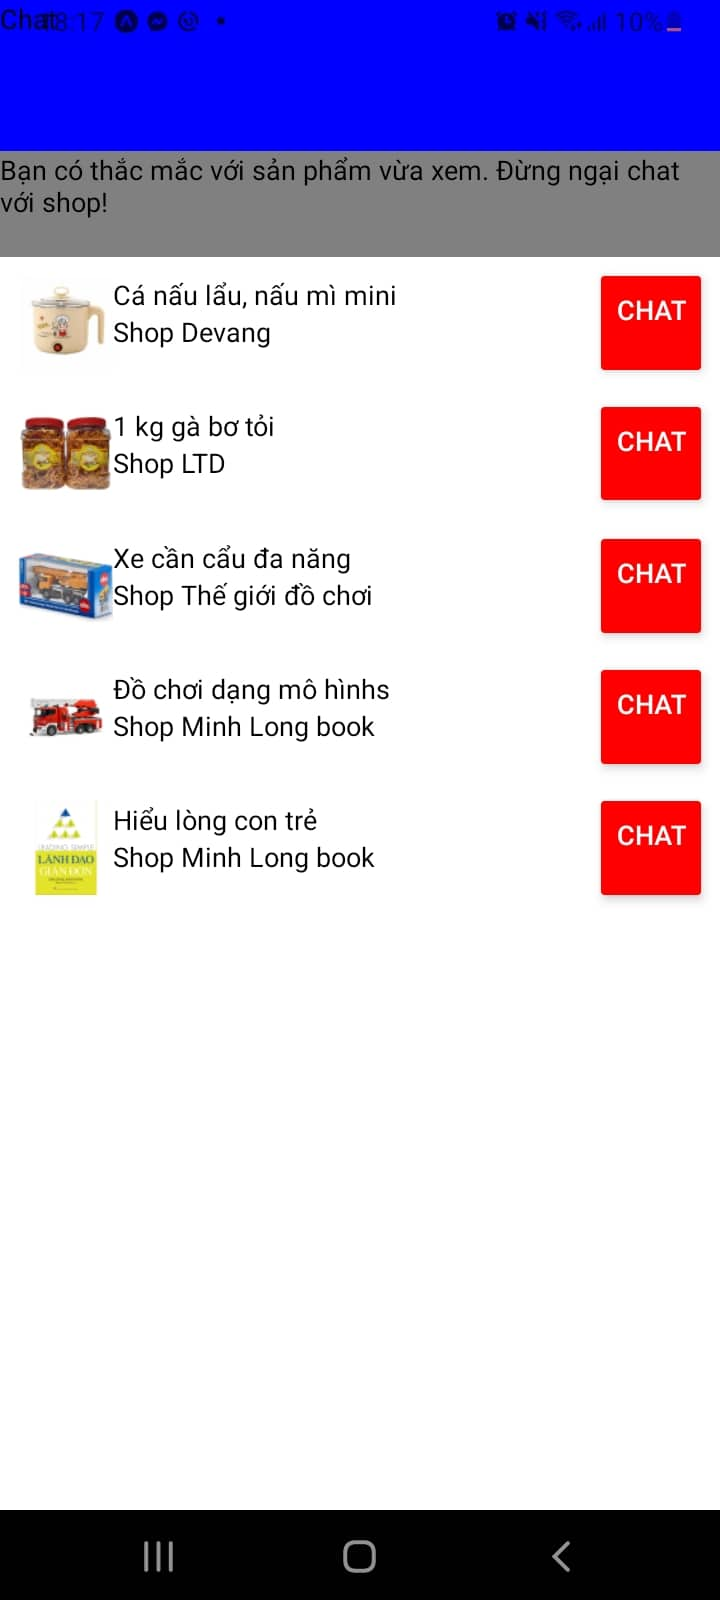 Chat
18:17
10%
Bạn có thắc mắc với sản phẩm vừa xem. Đừng ngại chat
với shop!
Cá nấu lẩu, nấu mì mini
Shop Devang
CHAT
1 kg gà bơ tỏi
Shop LTD
CHAT
Xe cần cẩu đa năng
Shop Thế giới đồ chơi
CHAT
Đồ chơi dạng mô hìnhs
Shop Minh Long book
CHAT
Hiểu lòng con trẻ
Shop Minh Long book
CHAT
LEADING SIMPLE
LÃNH ĐẠO
GIẢN ĐƠN